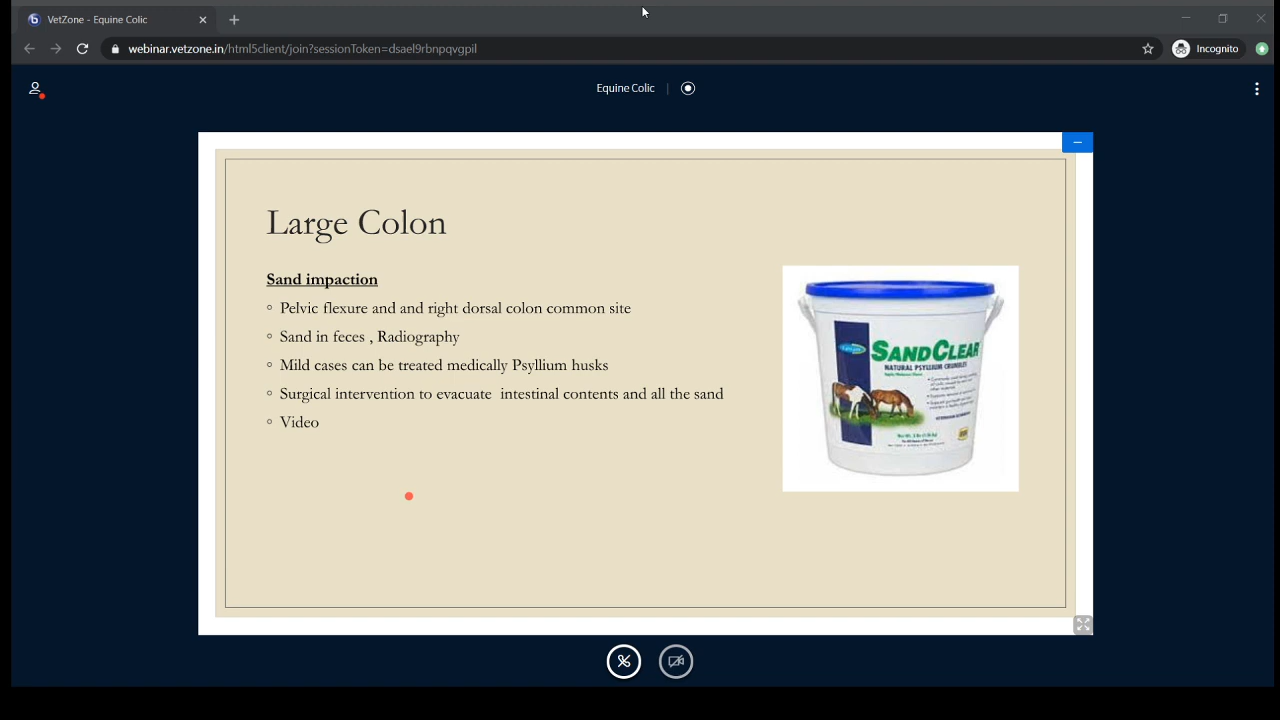 VetZone - Equine Colic
webinar.vetzone.in/html5client/join?sessionToken=dsael9rbnpqvgpil
Incognito
Equine Colic
Large Colon
Sand impaction
Pelvic flexure and and right dorsal colon common site
Sand in feces , Radiography
Mild cases can be treated medically Psyllium husks
Surgical intervention to evacuate intestinal contents and all the sand
Video
SANDCLEAR
NATURAL PSYLLIUM CRUMBLES